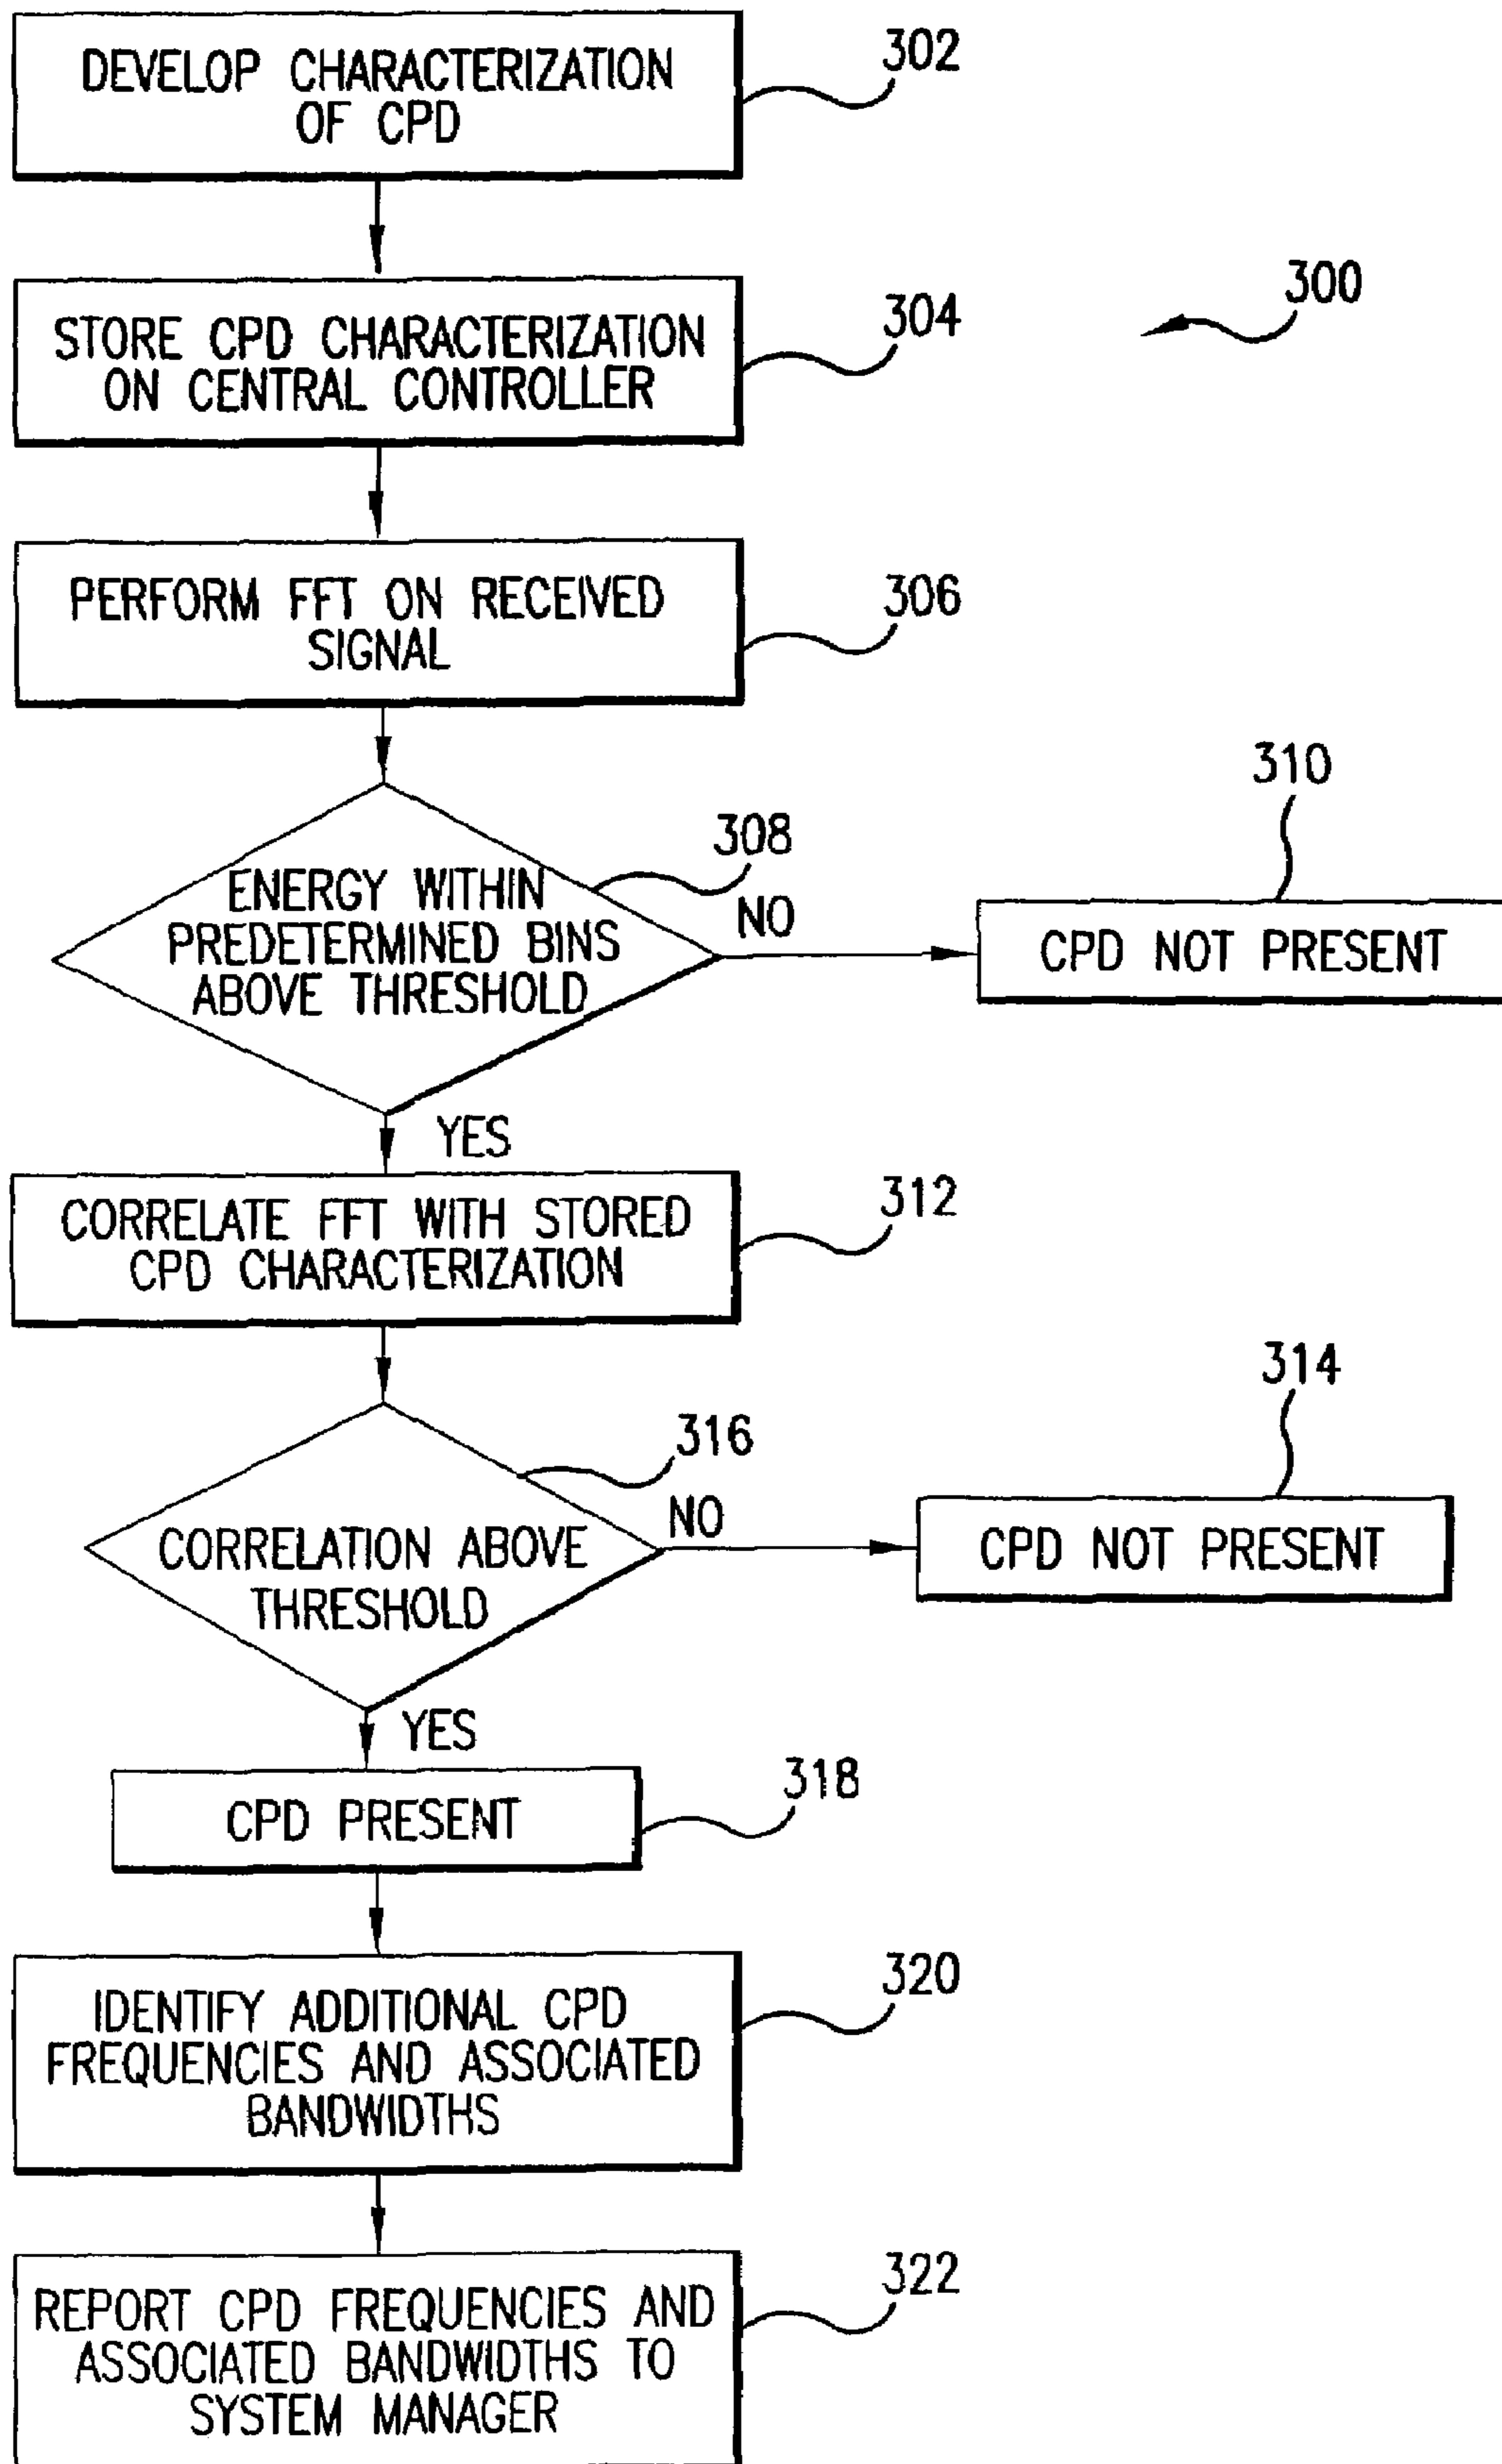 DEVELOP CHARACTERIZATION
OF CPD
302
STORE CPD CHARACTERIZATION
ON CENTRAL CONTROLLER
304
300
PERFORM FFT ON RECEIVED
SIGNAL
306
ENERGY WITHIN
PREDETERMINED BINS
ABOVE THRESHOLD
308
NO
310
CPD NOT PRESENT
YES
CORRELATE FFT WITH STORED
CPD CHARACTERIZATION
312
CORRELATION ABOVE
THRESHOLD
316
NO
314
CPD NOT PRESENT
YES
CPD PRESENT
318
IDENTIFY ADDITIONAL CPD
FREQUENCIES AND ASSOCIATED
BANDWIDTHS
320
REPORT CPD FREQUENCIES AND
ASSOCIATED BANDWIDTHS TO
SYSTEM MANAGER
322